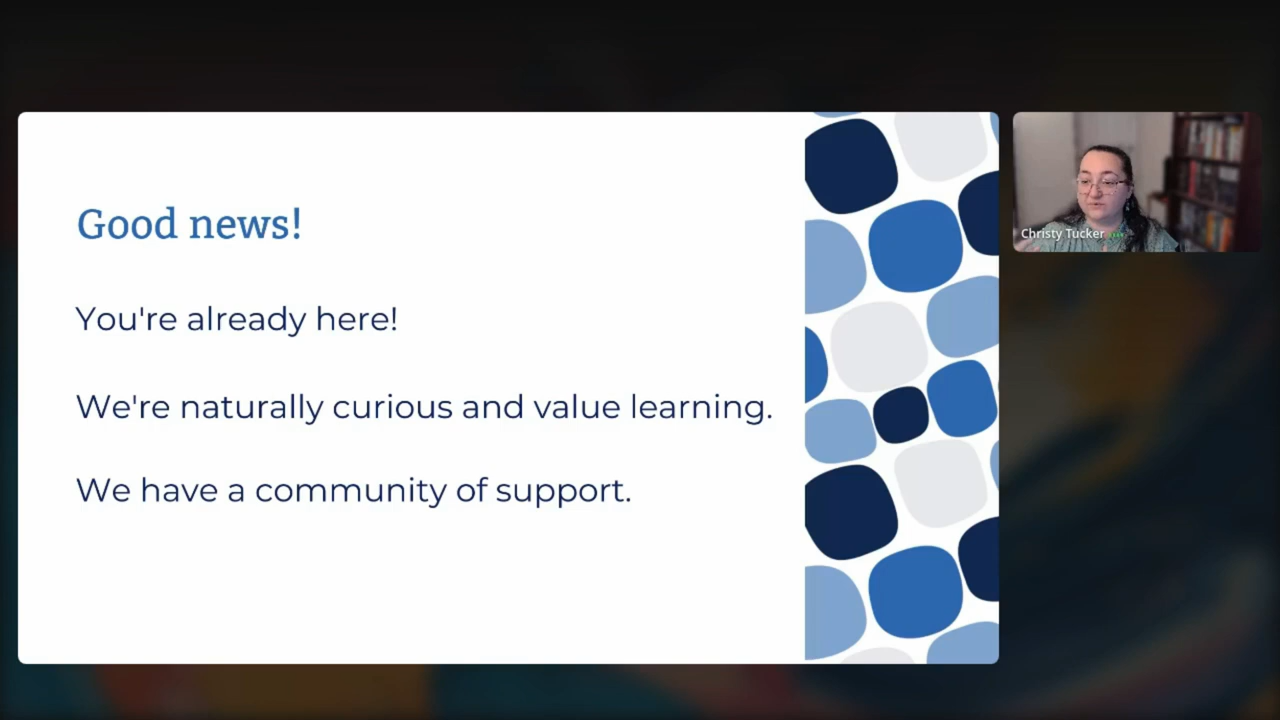 Good news!
You're already here!
We're naturally curious and value learning.
We have a community of support.
Christy Tucker